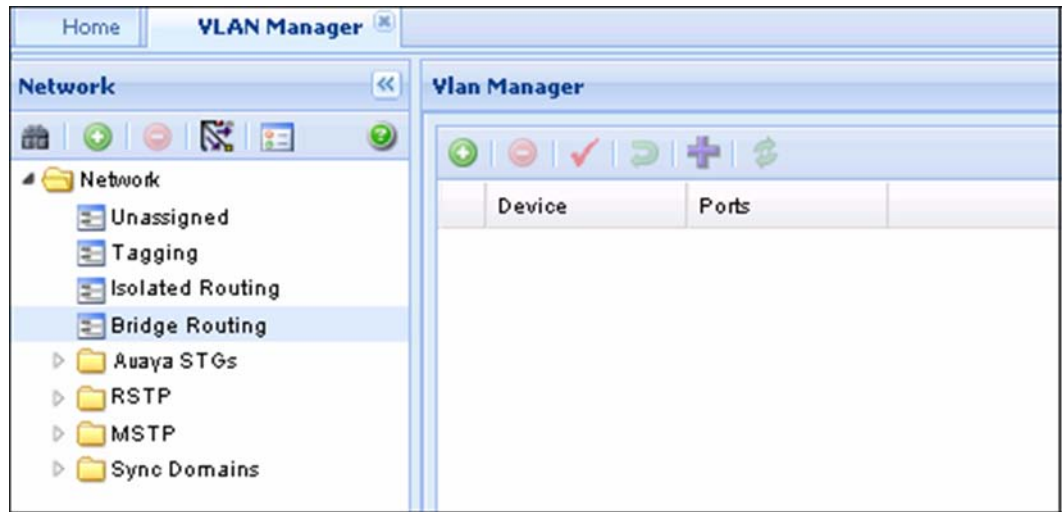 Home
VLAN Manager
Network
Vlan Manager
Network
Unassigned
Tagging
Isolated Routing
Bridge Routing
Auaya STGs
RSTP
MSTP
Sync Domains
Device
Ports